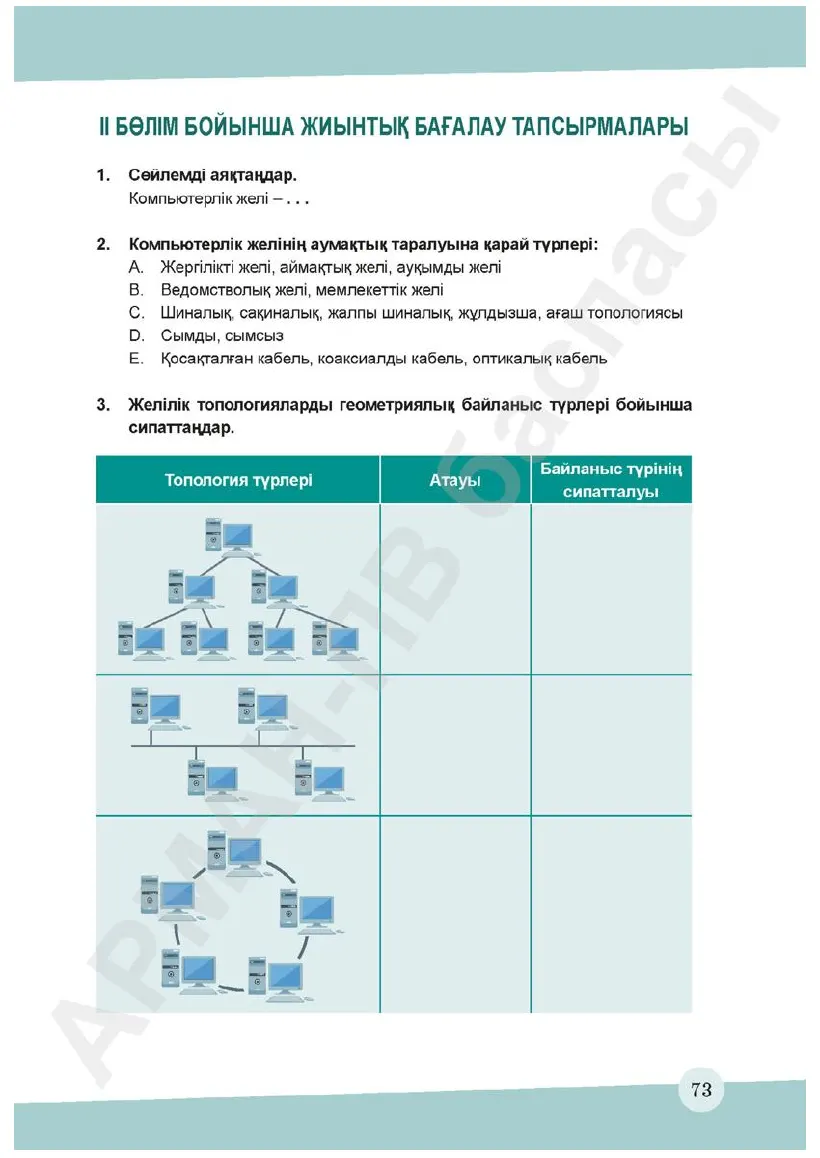 II БӨЛІМ БОЙЫНША ЖИЫНТЫҚ БАҒАЛАУ ТАПСЫРМАЛАРЫ
1. Сөйлемді аяқтаңдар.
Компьютерлік желі – . . .
2. Компьютерлік желінің аумақтық таралуына қарай түрлері:
A. Жергілікті желі, аймақтық желі, ауқымды желі
B. Ведомстволық желі, мемлекеттік желі
C. Шиналық, сақиналық, жалпы шиналық, жұлдызша, ағаш топологиясы
D. Сымды, сымсыз
E. Қосақталған кабель, коаксиалды кабель, оптикалық кабель
3. Желілік топологияларды геометриялық байланыс түрлері бойынша
сипаттаңдар.
Топология түрлері
Атауы
Байланыс түрінің
сипатталуы
АРМАН-ПВ баспасы
73